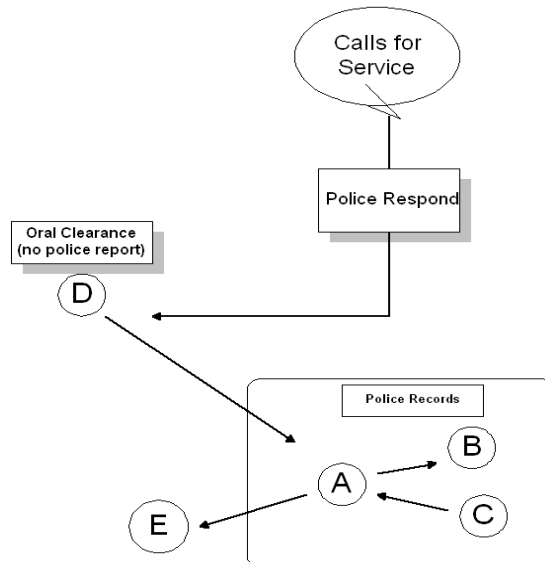 Calls for
Service
Police Respond
Oral Clearance
(no police report)
D
Police Records
B
A
C
E